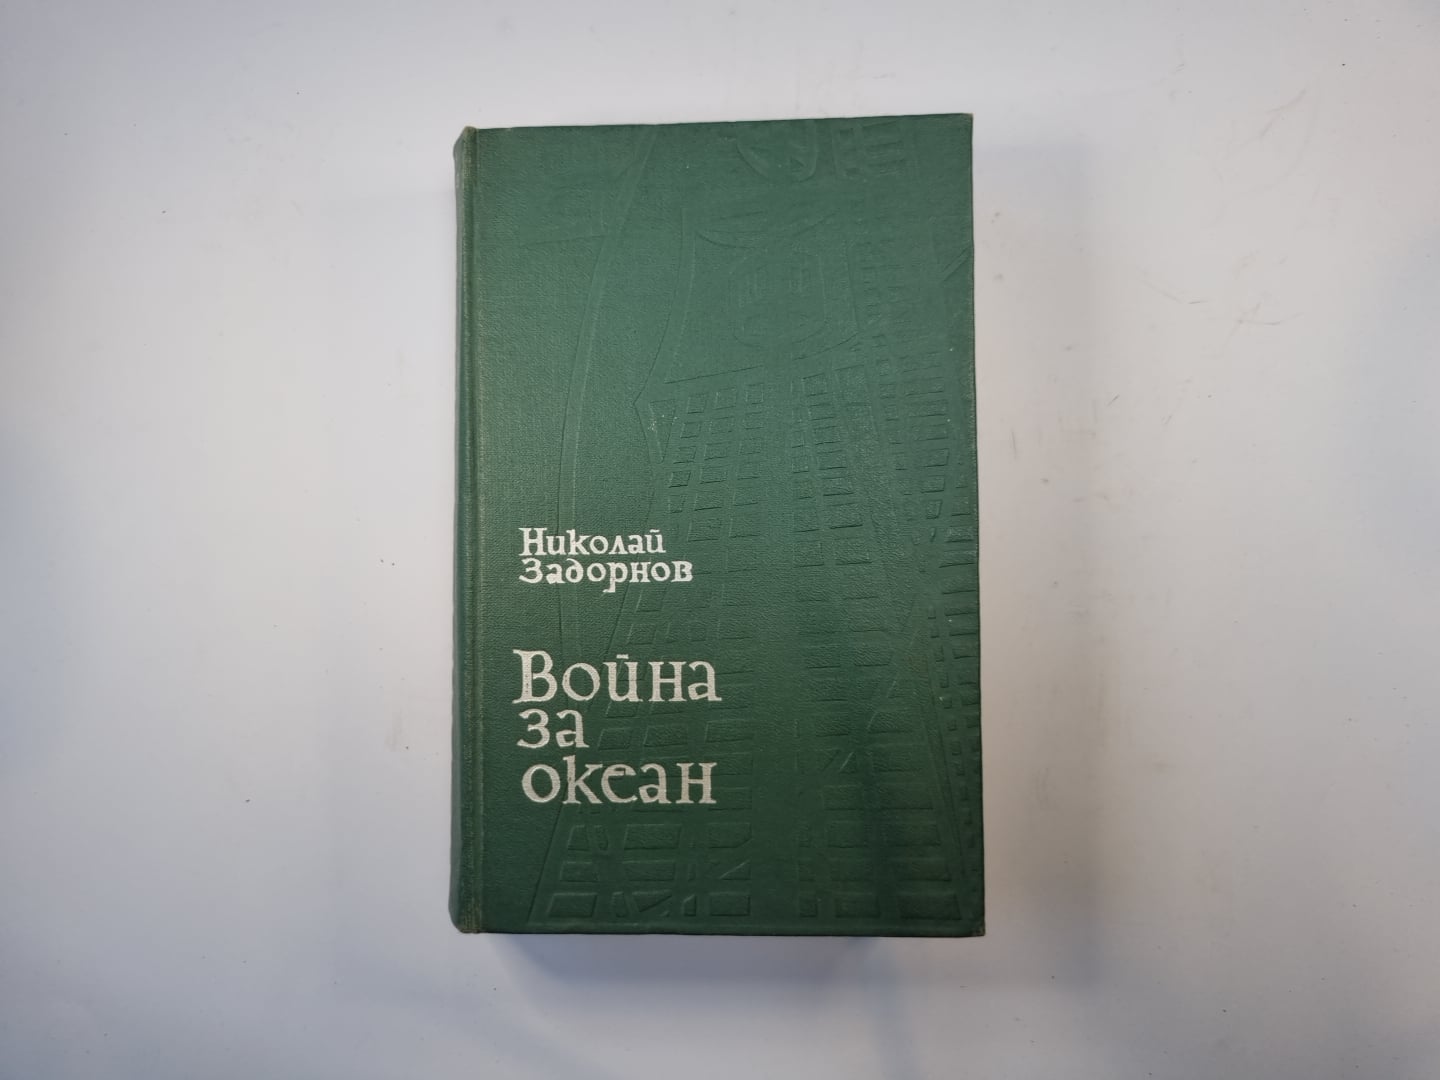 Николай
Задорнов
Война
за
океан